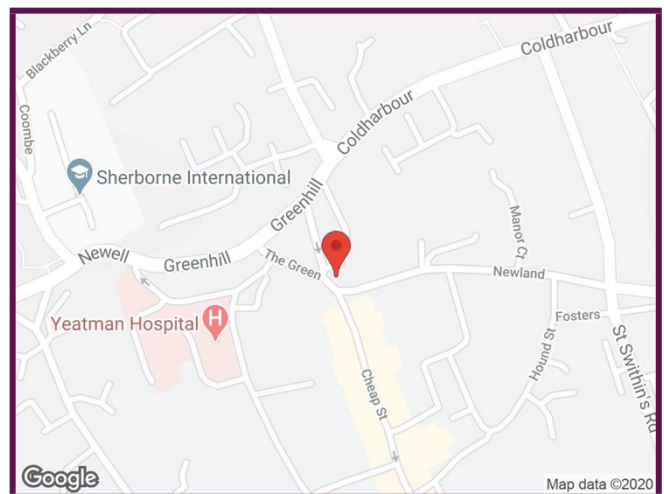 Coldharbour
Blackberry Ln
Coombe
Coldharbour
Sherborne International
Greenhill
Manor Ct
Newell
Greenhill
The Green
Newland
Yeatman Hospital
H
Fosters
Hound St
St Swithin's Rd
Cheap St
Google
Map data ©2020